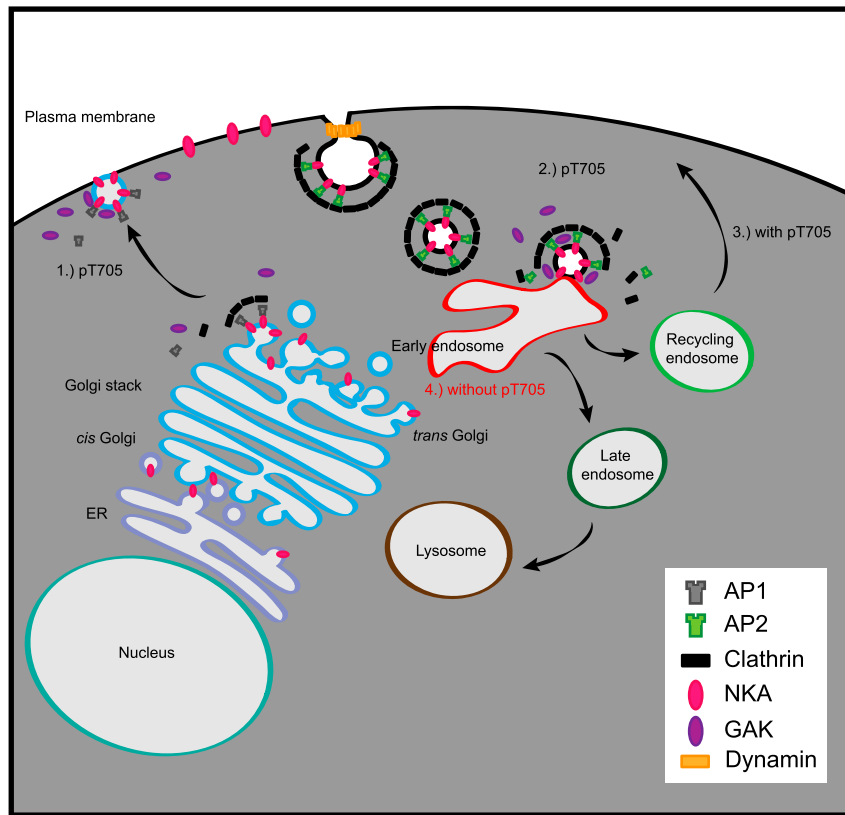 Plasma membrane
2.) pT705
3.) with pT705
1.) pT705
Early endosome
Recycling
endosome
4.) without pT705
Golgi stack
cis Golgi
trans Golgi
Late
endosome
ER
Lysosome
Nucleus
AP1
AP2
Clathrin
NKA
GAK
Dynamin